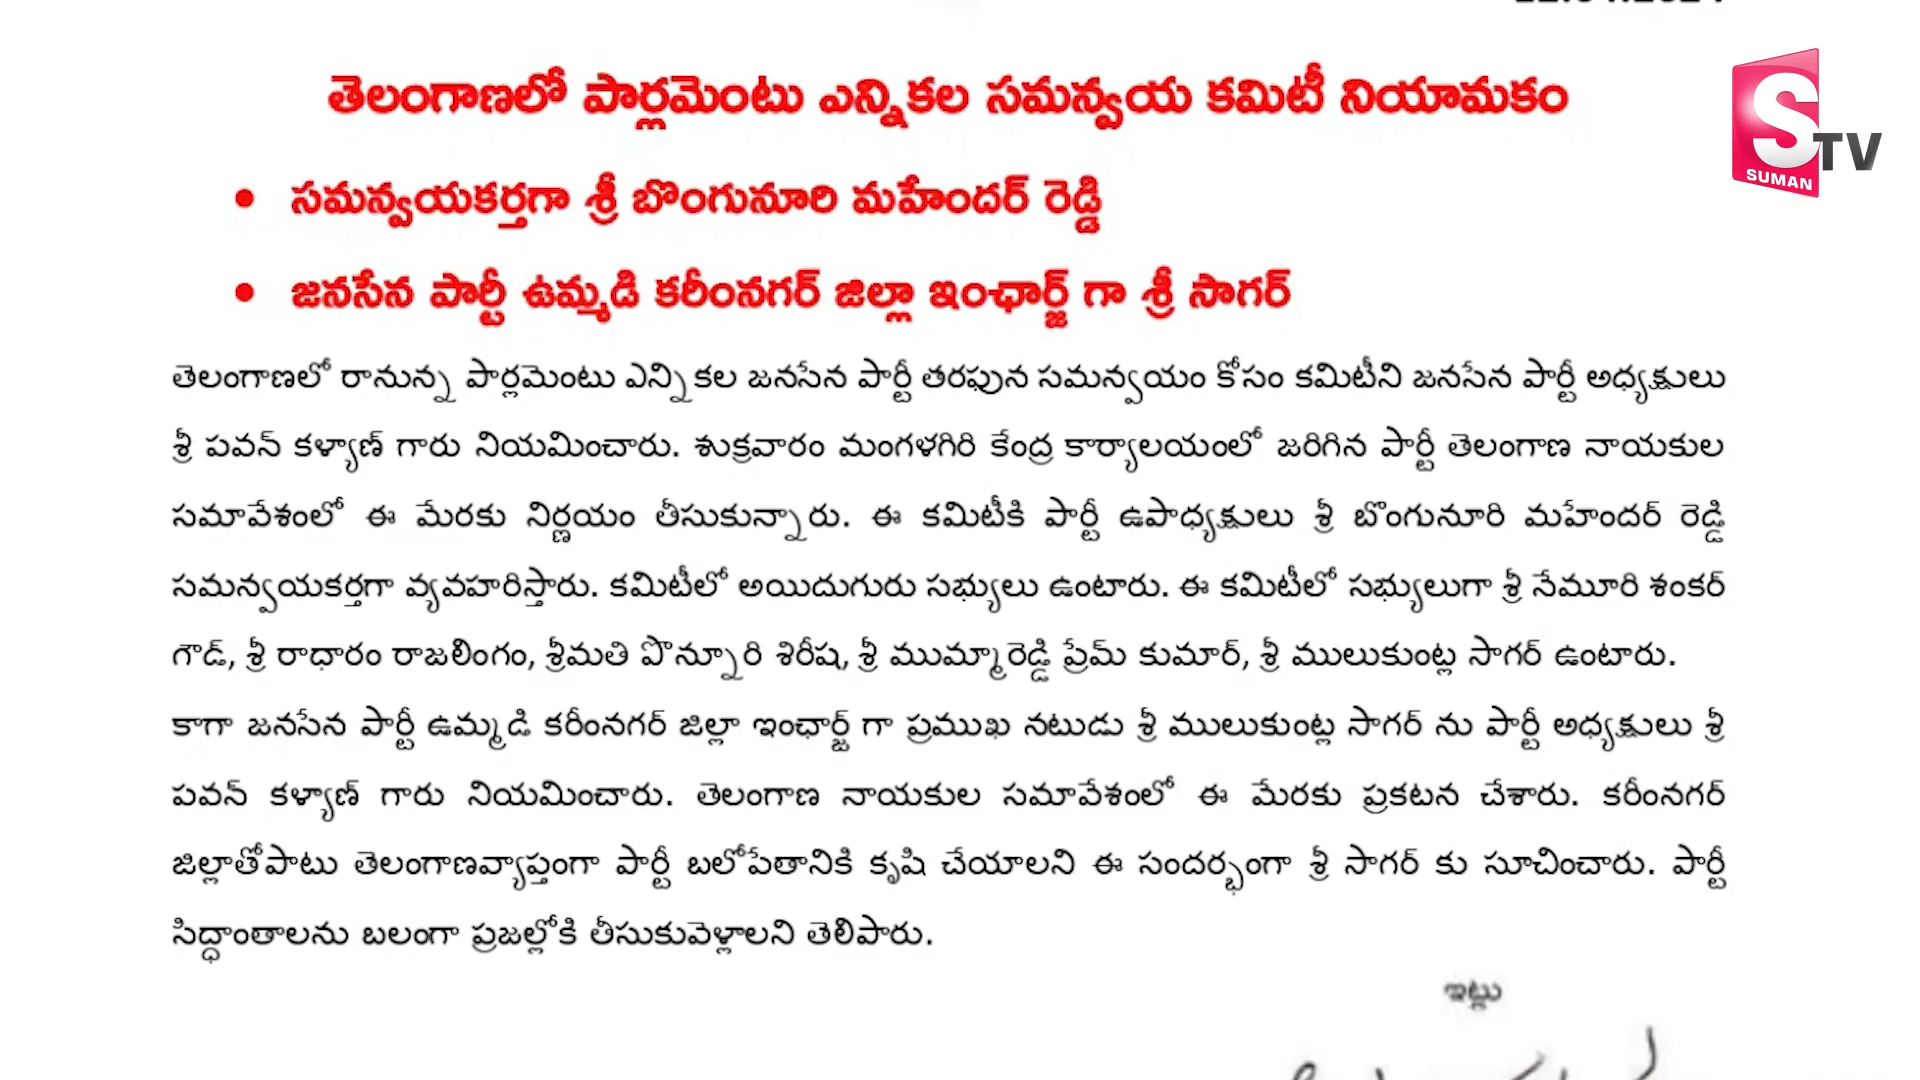 తెలంగాణలో పార్లమెంటు ఎన్నికల సమన్వయ కమిటీ నియామకం
S TV
SUMAN
• సమన్వయకర్తగా శ్రీ బొంగునూరి మహేందర్ రెడ్డి
• జనసేన పార్టీ ఉమ్మడి కరీంనగర్ జిల్లా ఇంఛార్జ్ గా శ్రీ సాగర్
తెలంగాణలో రానున్న పార్లమెంటు ఎన్నికల జనసేన పార్టీ తరఫున సమన్వయం కోసం కమిటీని జనసేన పార్టీ అధ్యక్షులు
శ్రీ పవన్ కళ్యాణ్ గారు నియమించారు. శుక్రవారం మంగళగిరి కేంద్ర కార్యాలయంలో జరిగిన పార్టీ తెలంగాణ నాయకుల
సమావేశంలో ఈ మేరకు నిర్ణయం తీసుకున్నారు. ఈ కమిటీకి పార్టీ ఉపాధ్యక్షులు శ్రీ బొంగునూరి మహేందర్ రెడ్డి
సమన్వయకర్తగా వ్యవహరిస్తారు. కమిటీలో అయిదుగురు సభ్యులు ఉంటారు. ఈ కమిటీలో సభ్యులుగా శ్రీ నేమూరి శంకర్
గౌడ్, శ్రీ రాధారం రాజలింగం, శ్రీమతి పొన్నూరి శిరీష, శ్రీ ముమ్మారెడ్డి ప్రేమ్ కుమార్, శ్రీ ములుకుంట్ల సాగర్ ఉంటారు.
కాగా జనసేన పార్టీ ఉమ్మడి కరీంనగర్ జిల్లా ఇంఛార్జ్ గా ప్రముఖ నటుడు శ్రీ ములుకుంట్ల సాగర్ ను పార్టీ అధ్యక్షులు శ్రీ
పవన్ కళ్యాణ్ గారు నియమించారు. తెలంగాణ నాయకుల సమావేశంలో ఈ మేరకు ప్రకటన చేశారు. కరీంనగర్
జిల్లాతోపాటు తెలంగాణవ్యాప్తంగా పార్టీ బలోపేతానికి కృషి చేయాలని ఈ సందర్భంగా శ్రీ సాగర్ కు సూచించారు. పార్టీ
సిద్ధాంతాలను బలంగా ప్రజల్లోకి తీసుకువెళ్లాలని తెలిపారు.
ఇట్లు